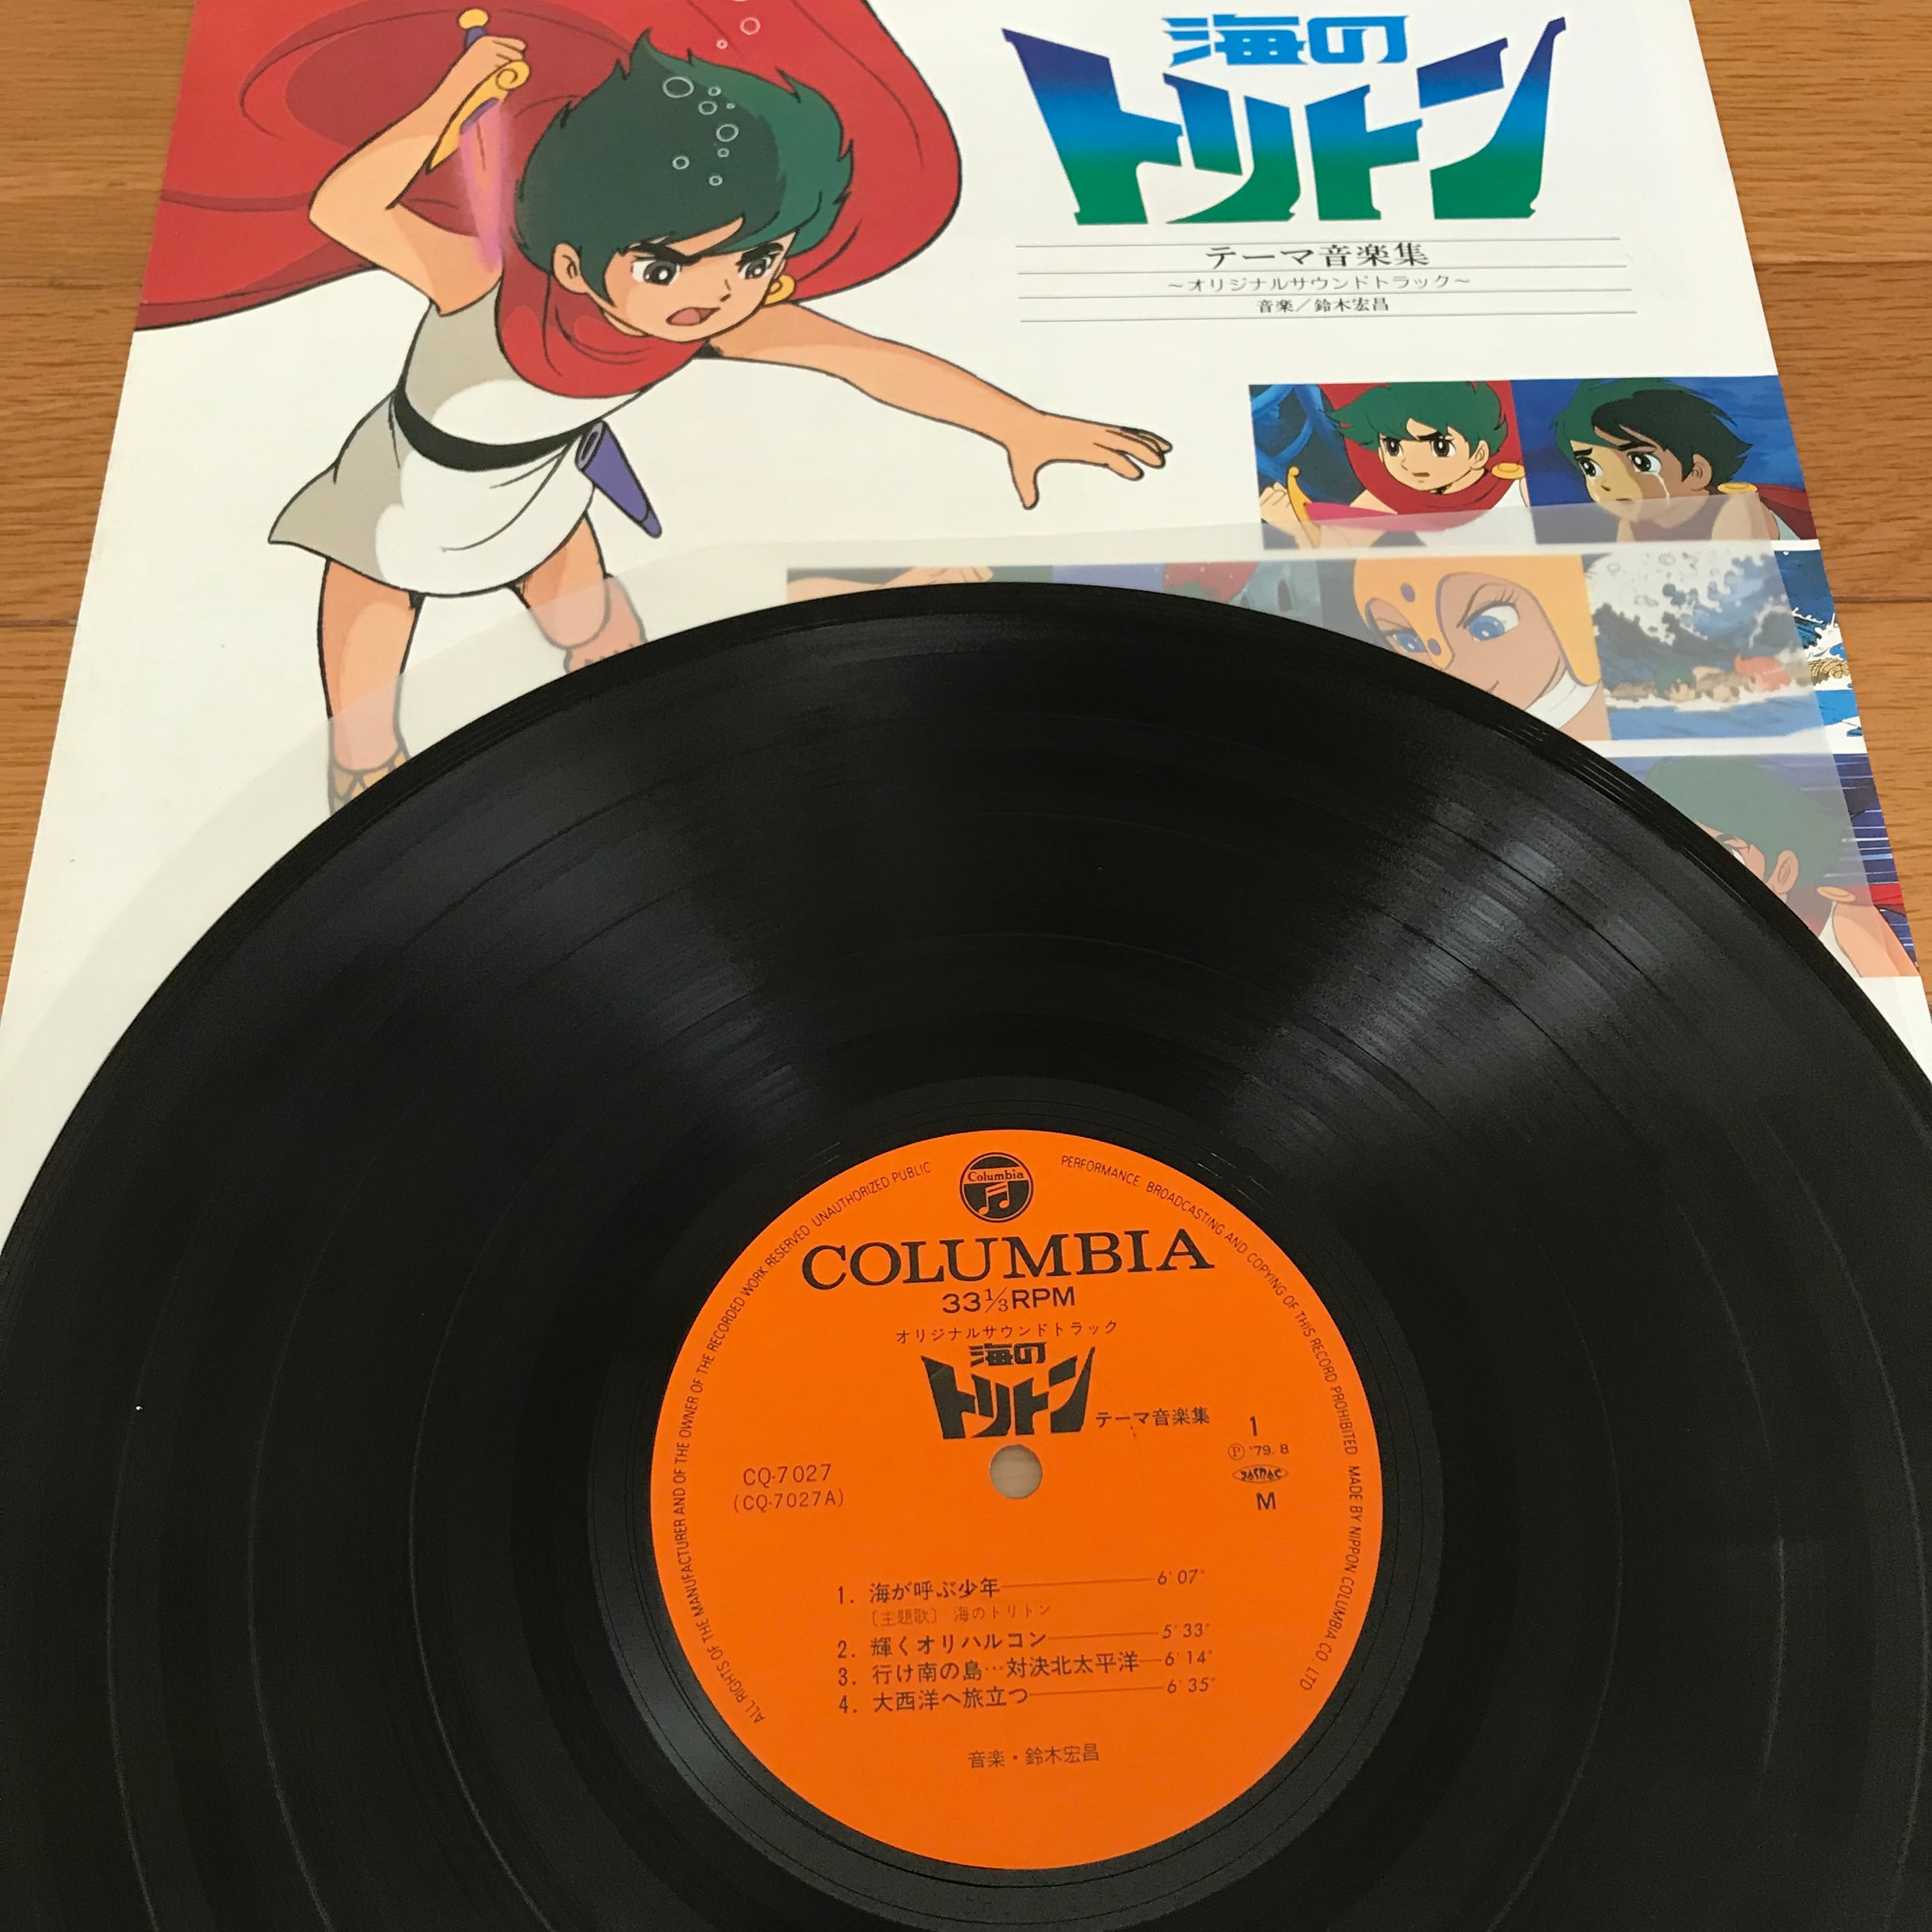 海の
トリトン
テーマ音楽集
～オリジナルサウンドトラック～
音楽／鈴木宏昌
Columbia
COLUMBIA
33⅓RPM
オリジナルサウンドトラック
海の
トリトン
テーマ音楽集
1
Ⓟ '79. 8
JASRAC
M
CQ-7027
(CQ-7027A)
1. 海が呼ぶ少年 6'07"
〔主題歌〕 海のトリトン
2. 輝くオリハルコン 5'33"
3. 行け南の島…対決北太平洋 6'14"
4. 大西洋へ旅立つ 6'35"
音楽・鈴木宏昌
ALL RIGHTS OF THE MANUFACTURER AND OF THE OWNER OF THE RECORDED WORK RESERVED UNAUTHORIZED PUBLIC PERFORMANCE BROADCASTING AND COPYING OF THIS RECORD PROHIBITED MADE BY NIPPON COLUMBIA CO. LTD